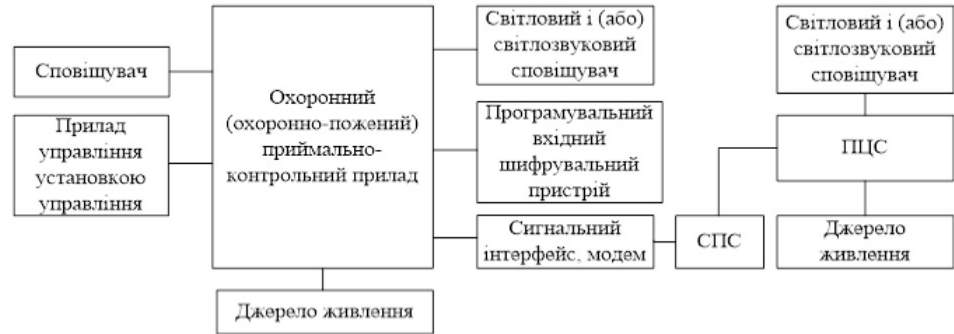 Сповіщувач
Прилад
управління
установкою
управління
Охоронний
(охоронно-пожений)
приймально-
контрольний прилад
Джерело живлення
Світловий і (або)
світлозвуковий
сповіщувач
Програмувальний
вхідний
шифрувальний
пристрій
Сигнальний
інтерфейс, модем
СПС
Світловий і (або)
світлозвуковий
сповіщувач
ПЦС
Джерело
живлення